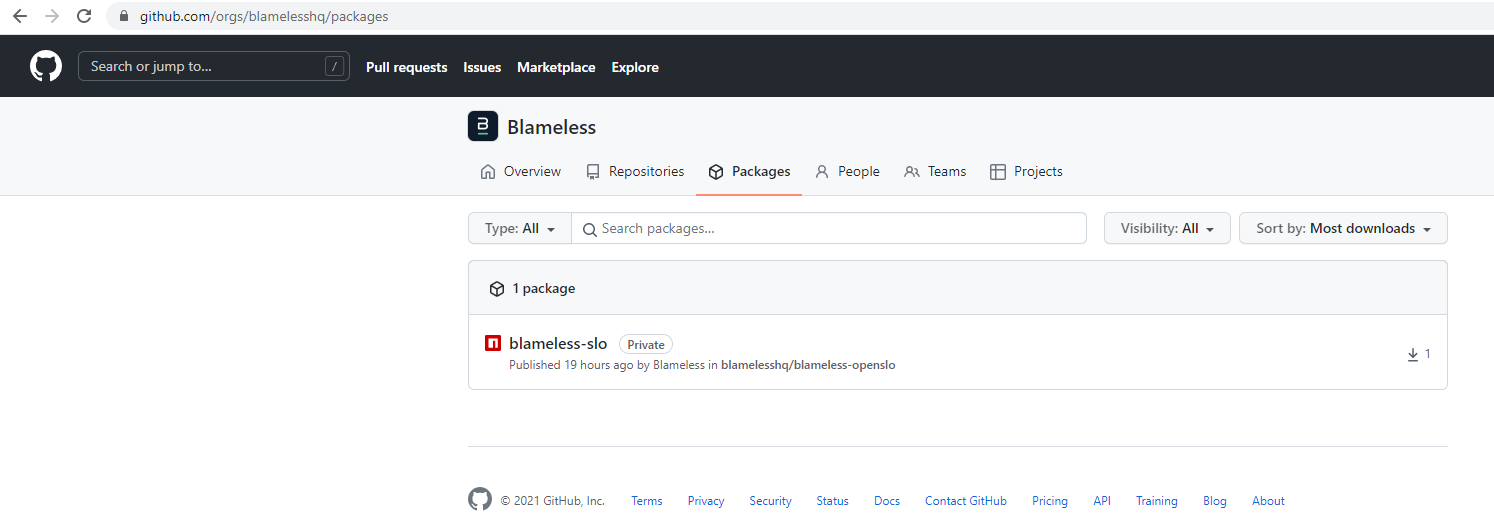 github.com/orgs/blamelesshq/packages
Search or jump to... / Pull requests Issues Marketplace Explore
B Blameless
Overview Repositories Packages People Teams Projects
Type: All Search packages... Visibility: All Sort by: Most downloads
1 package
n blameless-slo Private
Published 19 hours ago by Blameless in blamelesshq/blameless-openslo 1
© 2021 GitHub, Inc. Terms Privacy Security Status Docs Contact GitHub Pricing API Training Blog About